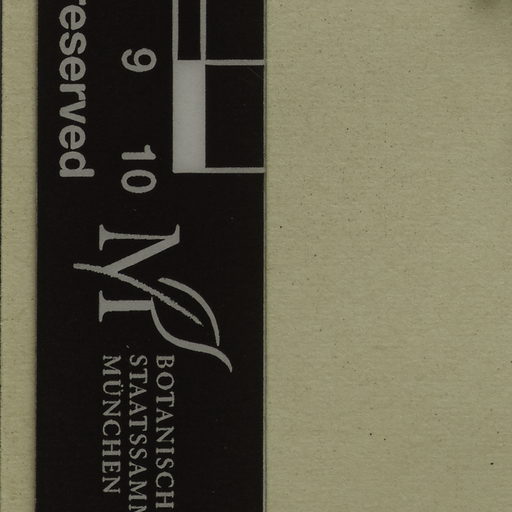 reserved
9 10
BOTANISCH
STAATSSAMM
MÜNCHEN